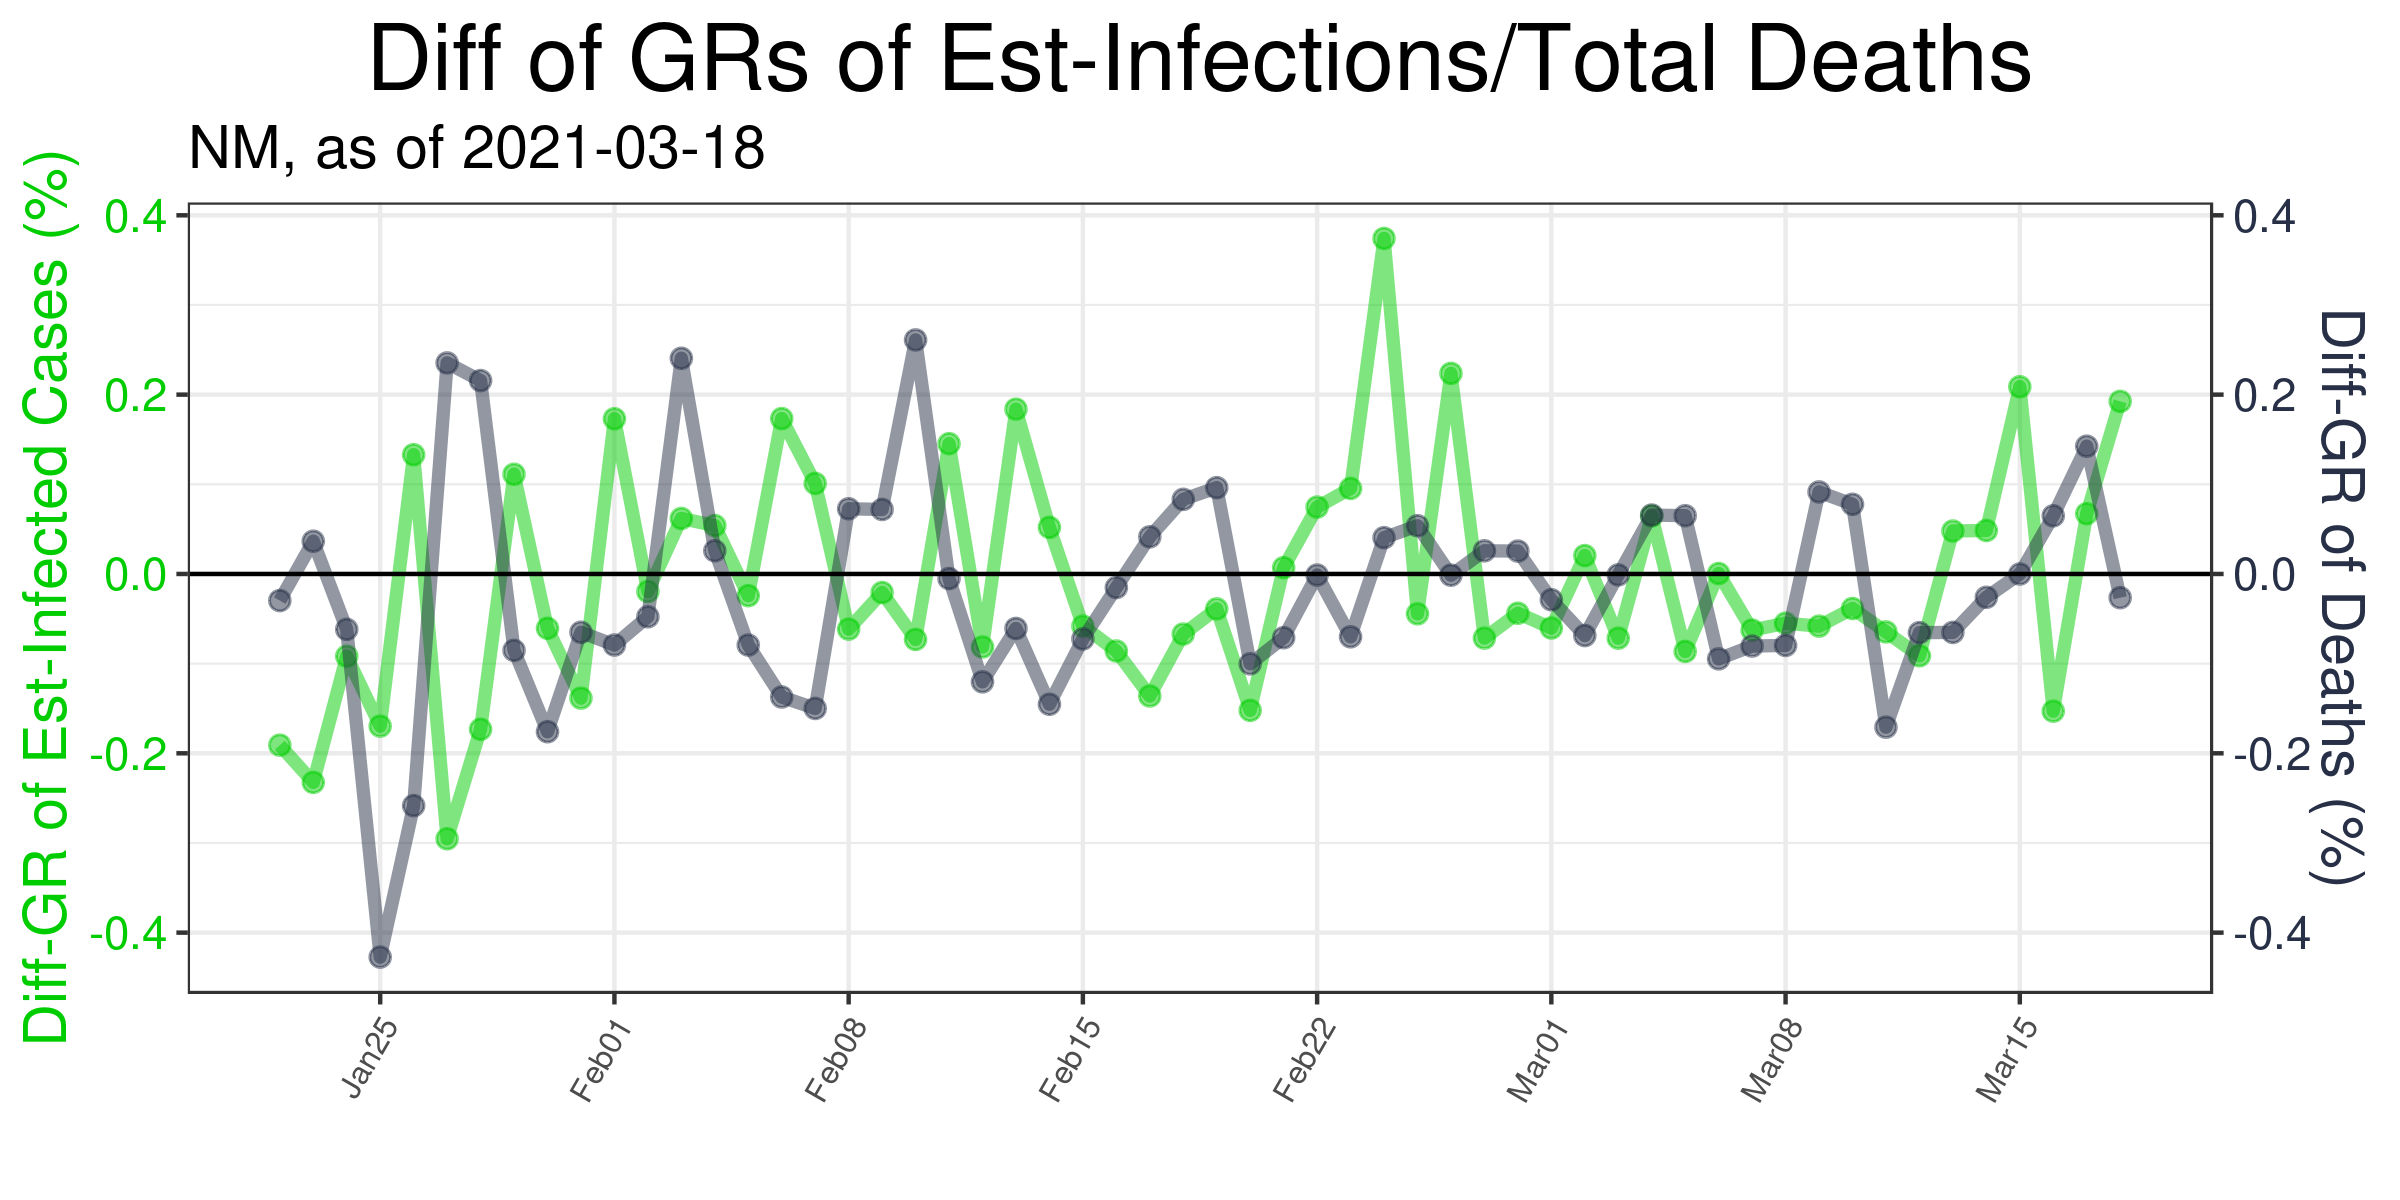 Diff of GRs of Est-Infections/Total Deaths
NM, as of 2021-03-18
Diff-GR of Est-Infected Cases (%)
0.4
0.2
0.0
-0.2
-0.4
0.4
0.2
0.0
-0.2
-0.4
Diff-GR of Deaths (%)
Jan25
Feb01
Feb08
Feb15
Feb22
Mar01
Mar08
Mar15